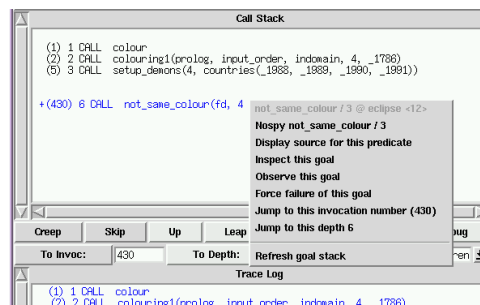 Call Stack
(1) 1 CALL colour
(2) 2 CALL colouring1(prolog, input_order, indomain, 4, _1786)
(5) 3 CALL setup_demons(4, countries(_1988, _1989, _1990, _1991))
+(430) 6 CALL not_same_colour(fd, 4
not_same_colour / 3 @ eclipse <12>
Nospy not_same_colour / 3
Display source for this predicate
Inspect this goal
Observe this goal
Force failure of this goal
Jump to this invocation number (430)
Jump to this depth 6
Refresh goal stack
Creep Skip Up Leap bug
To Invoc: 430 To Depth: ren
Trace Log
(1) 1 CALL colour
(2) 2 CALL colouring1(prolog, input_order, indomain, 4, _1786)